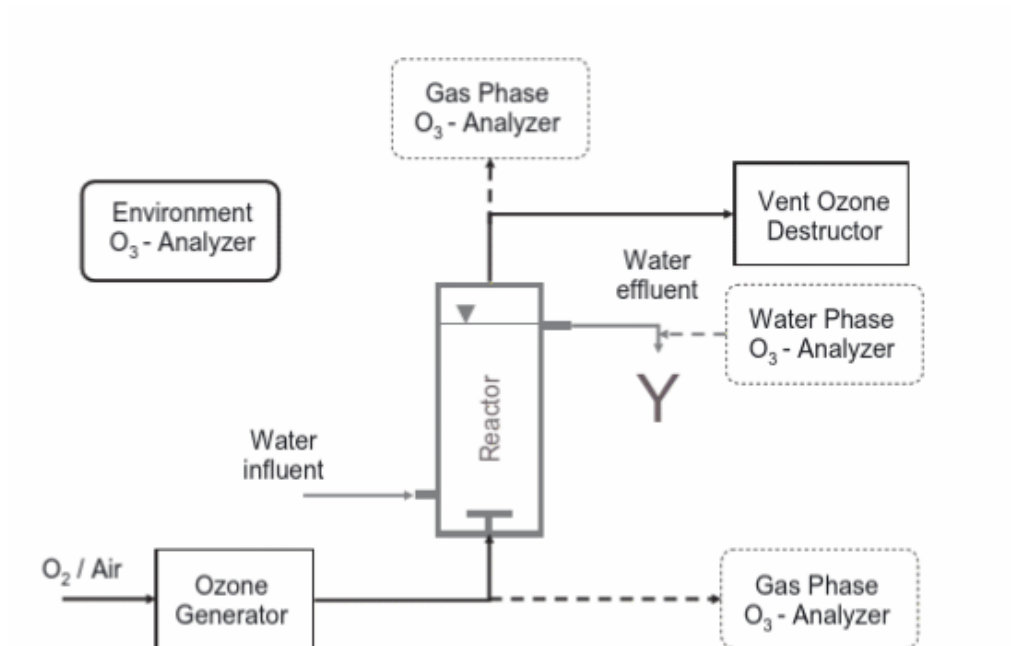 Gas Phase
O₃ - Analyzer
Environment
O₃ - Analyzer
Vent Ozone
Destructor
Water
effluent
Water Phase
O₃ - Analyzer
Reactor
Y
Water
influent
O₂ / Air
Ozone
Generator
Gas Phase
O₃ - Analyzer